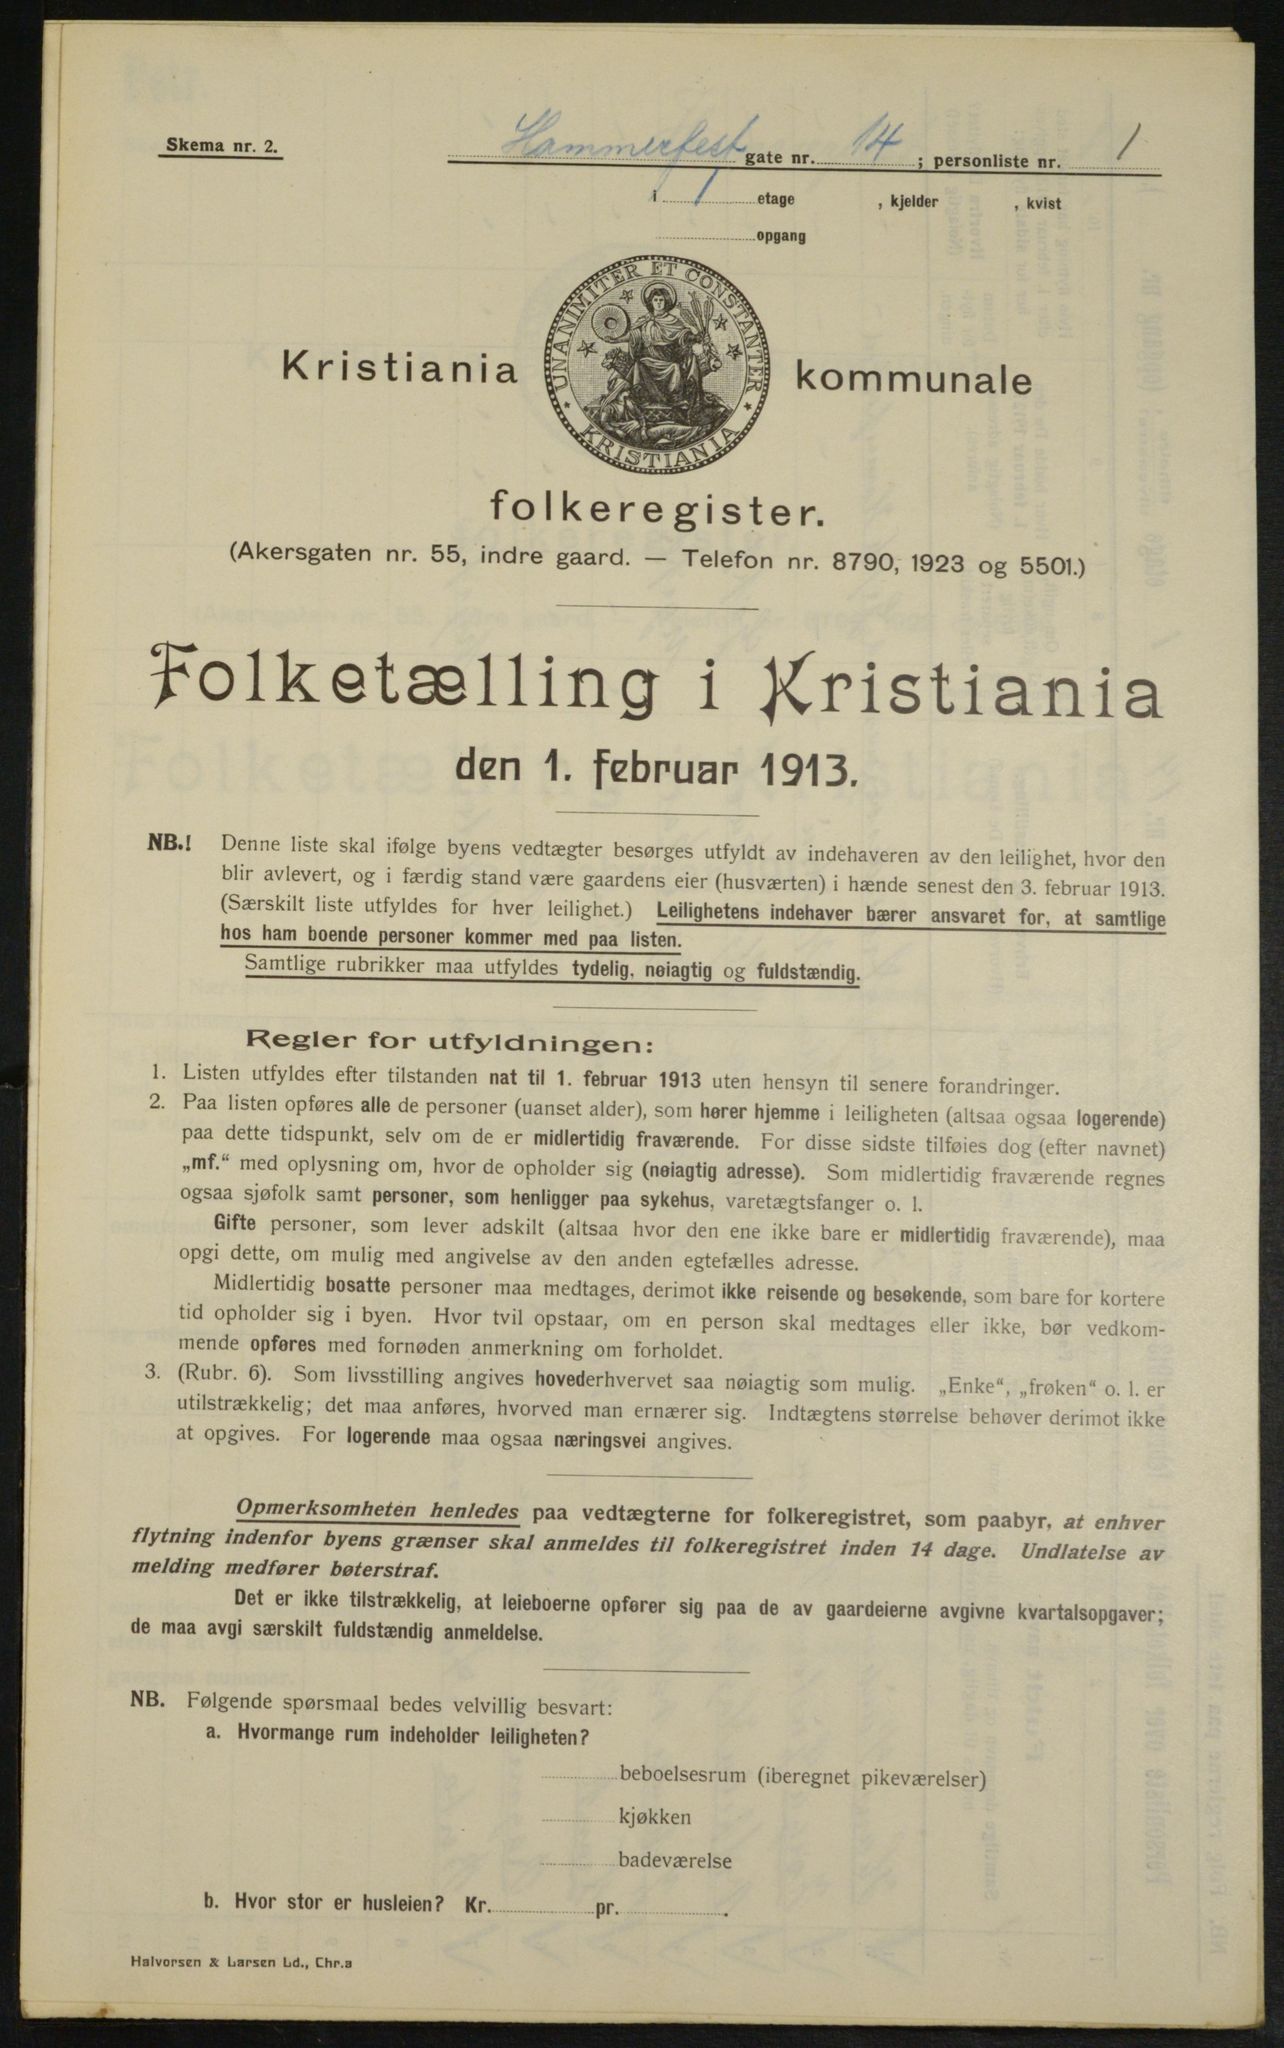 Skema nr. 2.
Hammerfest gate nr. 14; personliste nr. 1
i 1 etage , kjelder , kvist
opgang
UNANIMITER ET CONSTANTER
KRISTIANIA
Kristiania kommunale
folkeregister.
(Akersgaten nr. 55, indre gaard. — Telefon nr. 8790, 1923 og 5501.)
Folketælling i Kristiania
den 1. februar 1913.
NB.! Denne liste skal ifølge byens vedtægter besørges utfyldt av indehaveren av den leilighet, hvor den
blir avlevert, og i færdig stand være gaardens eier (husværten) i hænde senest den 3. februar 1913.
(Særskilt liste utfyldes for hver leilighet.) Leilighetens indehaver bærer ansvaret for, at samtlige
hos ham boende personer kommer med paa listen.
Samtlige rubrikker maa utfyldes tydelig, nøiagtig og fuldstændig.
Regler for utfyldningen:
1. Listen utfyldes efter tilstanden nat til 1. februar 1913 uten hensyn til senere forandringer.
2. Paa listen opføres alle de personer (uanset alder), som hører hjemme i leiligheten (altsaa ogsaa logerende)
paa dette tidspunkt, selv om de er midlertidig fraværende. For disse sidste tilføies dog (efter navnet)
„mf.“ med oplysning om, hvor de opholder sig (nøiagtig adresse). Som midlertidig fraværende regnes
ogsaa sjøfolk samt personer, som henligger paa sykehus, varetægtsfanger o. l.
Gifte personer, som lever adskilt (altsaa hvor den ene ikke bare er midlertidig fraværende), maa
opgi dette, om mulig med angivelse av den anden egtefælles adresse.
Midlertidig bosatte personer maa medtages, derimot ikke reisende og besøkende, som bare for kortere
tid opholder sig i byen. Hvor tvil opstaar, om en person skal medtages eller ikke, bør vedkom-
mende opføres med fornøden anmerkning om forholdet.
3. (Rubr. 6). Som livsstilling angives hovederhvervet saa nøiagtig som mulig. „Enke“, „frøken“ o. l. er
utilstrækkelig; det maa anføres, hvorved man ernærer sig. Indtægtens størrelse behøver derimot ikke
at opgives. For logerende maa ogsaa næringsvei angives.
Opmerksomheten henledes paa vedtægterne for folkeregistret, som paabyr, at enhver
flytning indenfor byens grænser skal anmeldes til folkeregistret inden 14 dage. Undlatelse av
melding medfører bøterstraf.
Det er ikke tilstrækkelig, at leieboerne opfører sig paa de av gaardeierne avgivne kvartalsopgaver;
de maa avgi særskilt fuldstændig anmeldelse.
NB. Følgende spørsmaal bedes velvillig besvart:
a. Hvormange rum indeholder leiligheten?
beboelsesrum (iberegnet pikeværelser)
kjøkken
badeværelse
b. Hvor stor er husleien? Kr. pr. .
Halvorsen & Larsen Ld., Chr.a